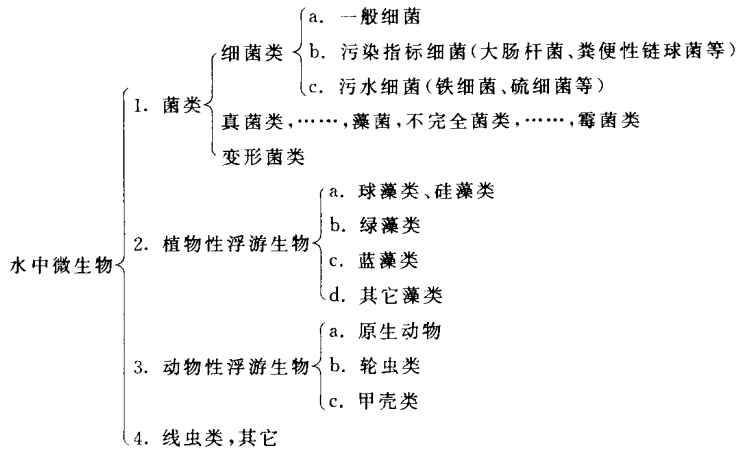 a. 一般细菌
细菌类
b. 污染指标细菌(大肠杆菌、粪便性链球菌等)
c. 污水细菌(铁细菌、硫细菌等)
1. 菌类
真菌类,……,藻菌,不完全菌类,……,霉菌类
变形菌类
a. 球藻类、硅藻类
b. 绿藻类
2. 植物性浮游生物
c. 蓝藻类
水中微生物
d. 其它藻类
a. 原生动物
3. 动物性浮游生物
b. 轮虫类
c. 甲壳类
4. 线虫类,其它